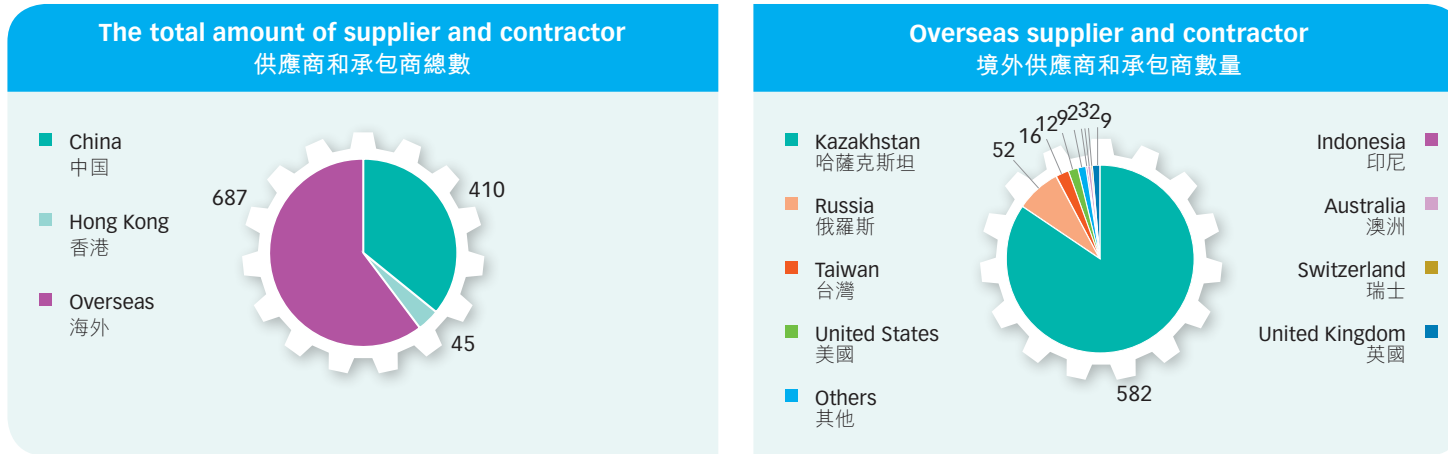 The total amount of supplier and contractor
供應商和承包商總數
China
中国
Hong Kong
香港
Overseas
海外
687
410
45
Overseas supplier and contractor
境外供應商和承包商數量
Kazakhstan
哈薩克斯坦
Russia
俄羅斯
Taiwan
台灣
United States
美國
Others
其他
52
16
12
9
2
3
2
9
582
Indonesia
印尼
Australia
澳洲
Switzerland
瑞士
United Kingdom
英國